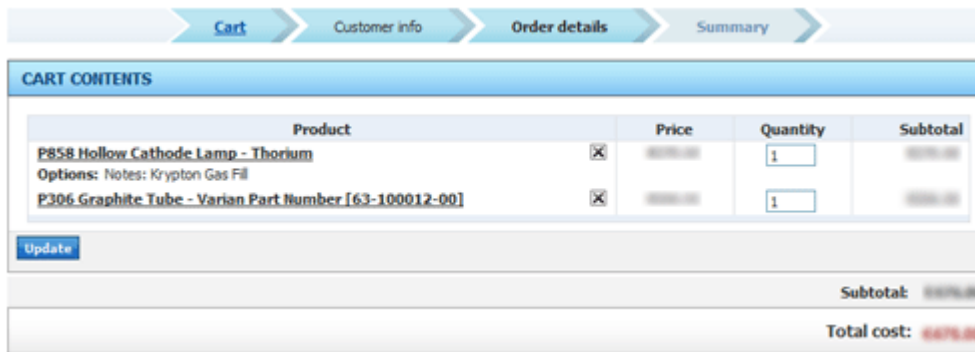 Cart Customer info Order details Summary
CART CONTENTS
Product Price Quantity Subtotal
P858 Hollow Cathode Lamp - Thorium 1
Options: Notes: Krypton Gas Fill
P306 Graphite Tube - Varian Part Number [63-100012-00] 1
Update
Subtotal:
Total cost: